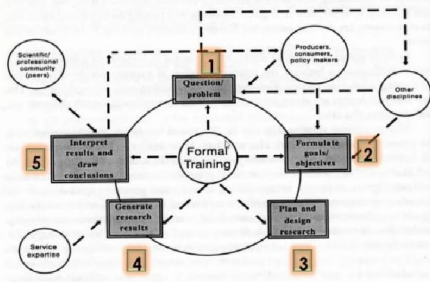 1
Scientific/
professional
community
(peers)
Producers,
consumers,
policy makers
Question/
problem
Other
disciplines
5
Interpret
results and
draw
conclusions
Formal
Training
Formulate
goals/
objectives
2
Generate
research
results
Plan and
design
research
Service
expertise
4
3